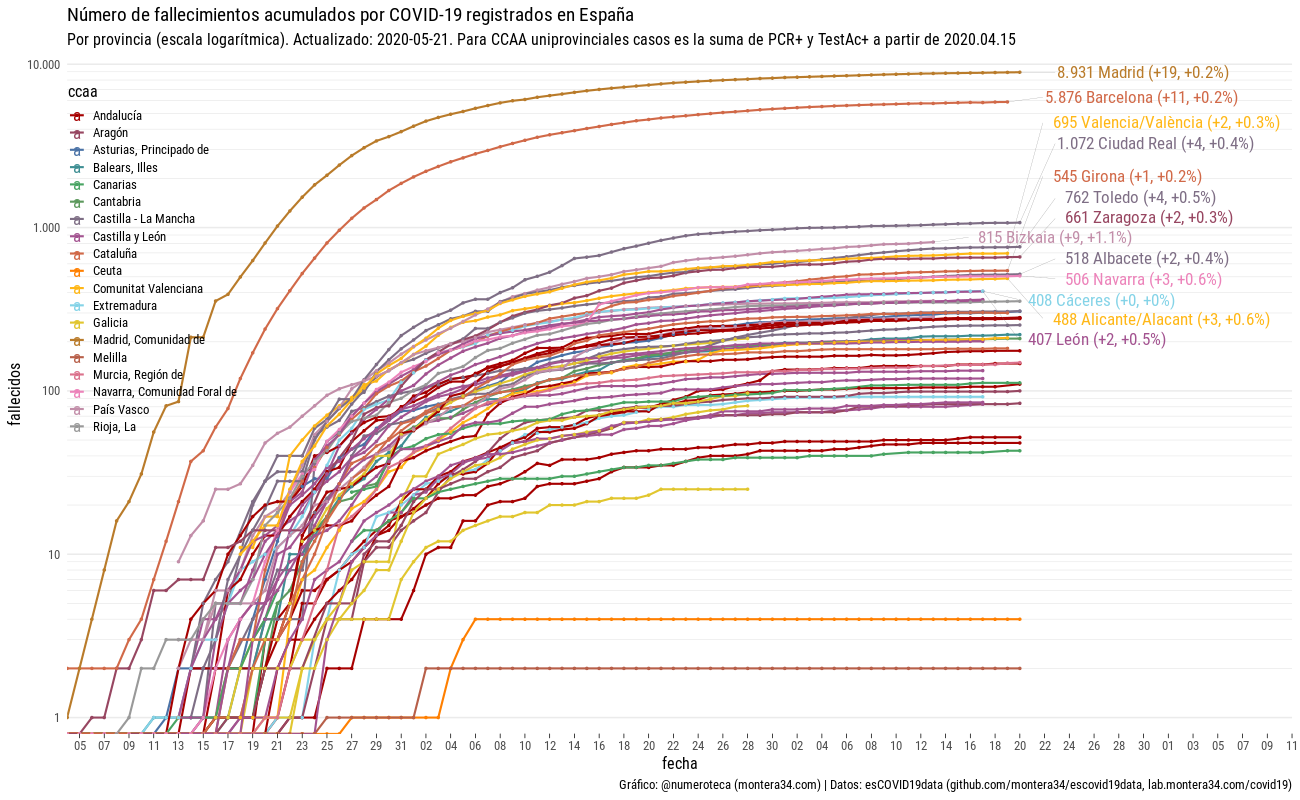 Número de fallecimientos acumulados por COVID-19 registrados en España
Por provincia (escala logarítmica). Actualizado: 2020-05-21. Para CCAA uniprovinciales casos es la suma de PCR+ y TestAc+ a partir de 2020.04.15
10.000
1.000
100
10
1
fallecidos
ccaa
Andalucía
Aragón
Asturias, Principado de
Balears, Illes
Canarias
Cantabria
Castilla - La Mancha
Castilla y León
Cataluña
Ceuta
Comunitat Valenciana
Extremadura
Galicia
Madrid, Comunidad de
Melilla
Murcia, Región de
Navarra, Comunidad Foral de
País Vasco
Rioja, La
8.931 Madrid (+19, +0.2%)
5.876 Barcelona (+11, +0.2%)
695 Valencia/València (+2, +0.3%)
1.072 Ciudad Real (+4, +0.4%)
545 Girona (+1, +0.2%)
762 Toledo (+4, +0.5%)
661 Zaragoza (+2, +0.3%)
815 Bizkaia (+9, +1.1%)
518 Albacete (+2, +0.4%)
506 Navarra (+3, +0.6%)
408 Cáceres (+0, +0%)
488 Alicante/Alacant (+3, +0.6%)
407 León (+2, +0.5%)
05 07 09 11 13 15 17 19 21 23 25 27 29 31 02 04 06 08 10 12 14 16 18 20 22 24 26 28 30 02 04 06 08 10 12 14 16 18 20 22 24 26 28 30 01 03 05 07 09 11
fecha
Gráfico: @numeroteca (montera34.com) | Datos: esCOVID19data (github.com/montera34/escovid19data, lab.montera34.com/covid19)